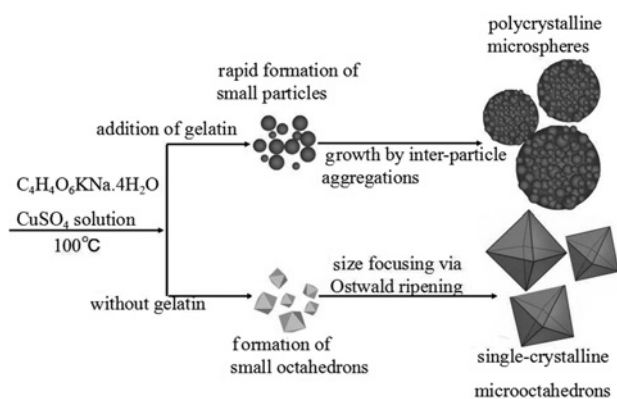 polycrystalline
microspheres
rapid formation of
small particles
addition of gelatin
growth by inter-particle
aggregations
C₄H₄O₆KNa.4H₂O
CuSO₄ solution
100℃
size focusing via
Ostwald ripening
without gelatin
formation of
small octahedrons
single-crystalline
microoctahedrons